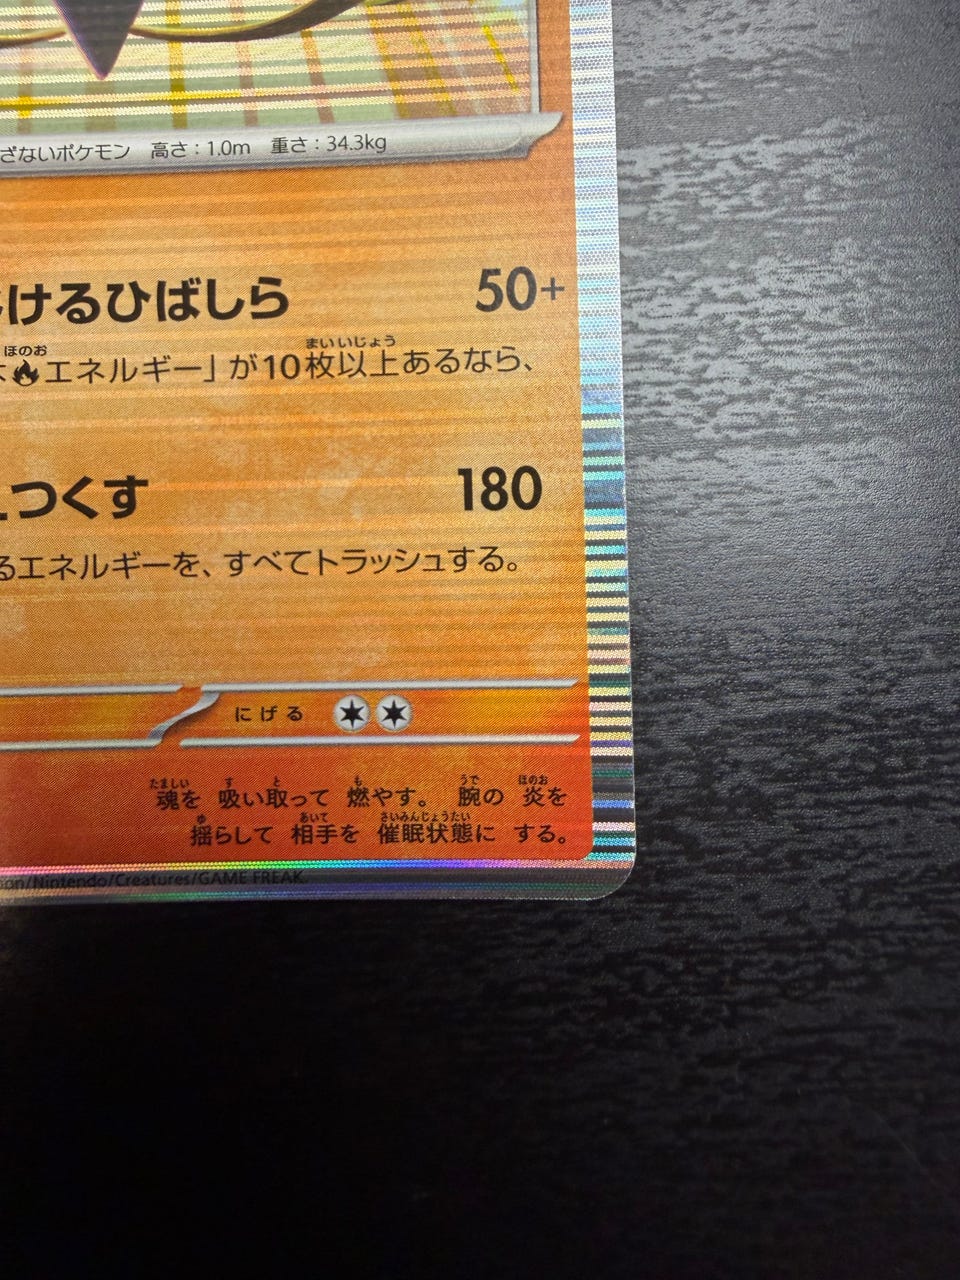 ざないポケモン 高さ：1.0m 重さ：34.3kg
けるひばしら 50+
ほのお まいいじょう
エネルギー」が10枚以上あるなら、
つくす 180
るエネルギーを、すべてトラッシュする。
にげる
たましい す と も うで ほのお
魂を 吸い取って 燃やす。 腕の 炎を
ゆ あいて さいみんじょうたい
揺らして 相手を 催眠状態に する。
on/Nintendo/Creatures/GAME FREAK.